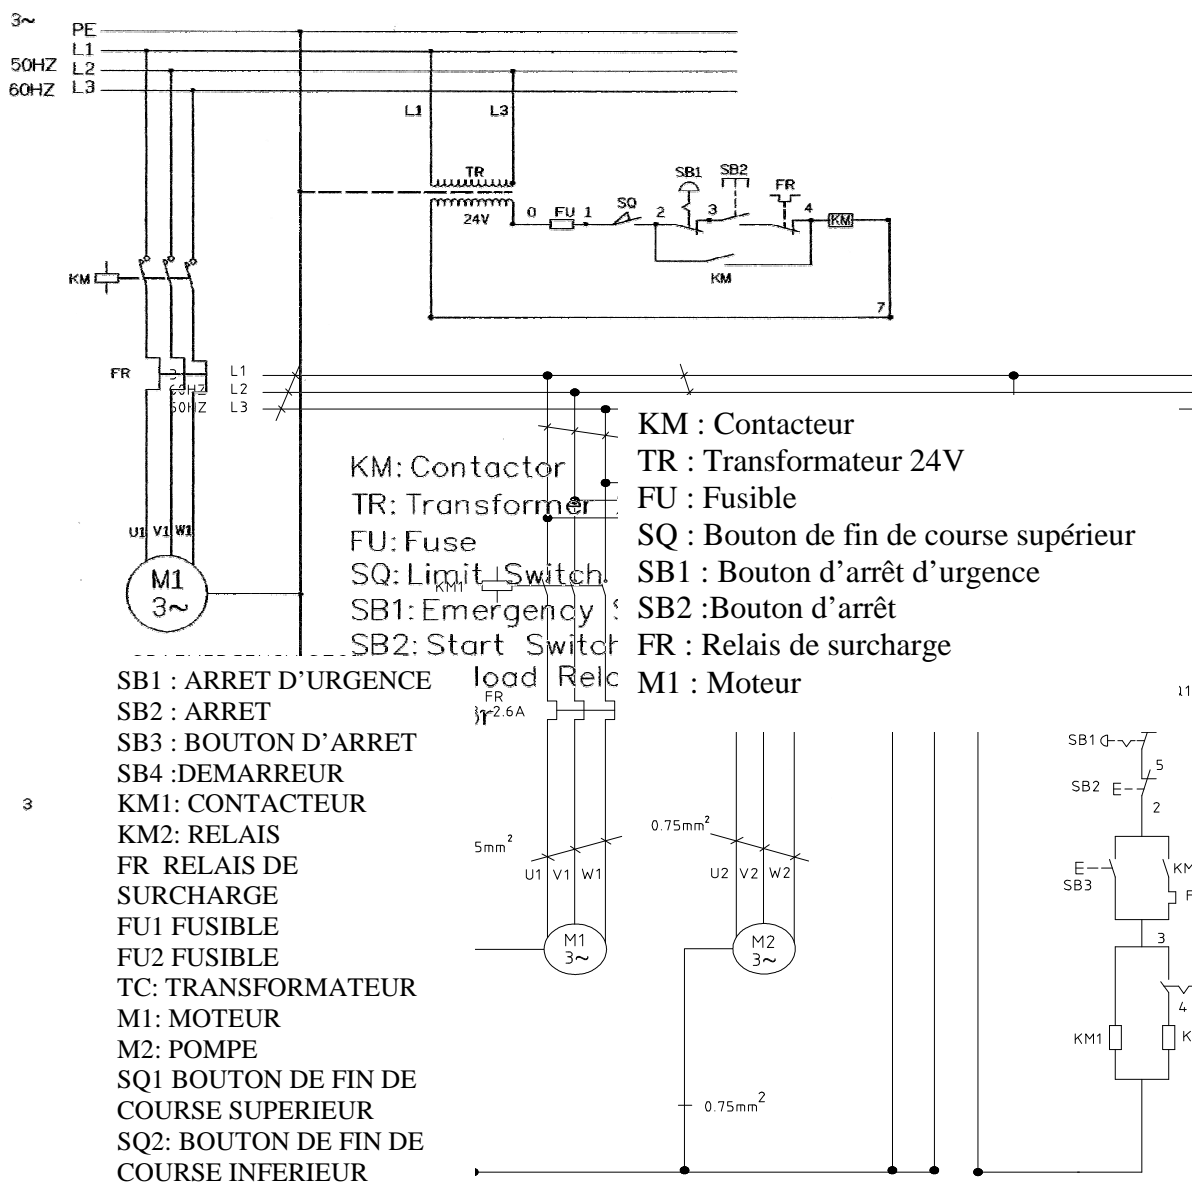 3~
PE
L1
50HZ L2
60HZ L3
L1 L3
TR
24V
0 FU 1 SQ 2 SB1 3 SB2 FR 4 KM
KM
7
KM
FR
L1
60HZ L2
50HZ L3
U1 V1 W1
M1
3~
KM: Contactor
TR: Transformer
FU: Fuse
SQ: Limit Switch
SB1: Emergency
SB2: Start Switch
load
KM1
FR
2.6A
KM : Contacteur
TR : Transformateur 24V
FU : Fusible
SQ : Bouton de fin de course supérieur
SB1 : Bouton d’arrêt d’urgence
SB2 :Bouton d’arrêt
FR : Relais de surcharge
M1 : Moteur
SB1 : ARRET D’URGENCE
SB2 : ARRET
SB3 : BOUTON D’ARRET
SB4 :DEMARREUR
KM1: CONTACTEUR
KM2: RELAIS
FR RELAIS DE
SURCHARGE
FU1 FUSIBLE
FU2 FUSIBLE
TC: TRANSFORMATEUR
M1: MOTEUR
M2: POMPE
SQ1 BOUTON DE FIN DE
COURSE SUPERIEUR
SQ2: BOUTON DE FIN DE
COURSE INFERIEUR
3
5mm²
U1 V1 W1
M1
3~
0.75mm²
U2 V2 W2
M2
3~
0.75mm²
SB1
5
SB2
2
SB3
3
4
KM1